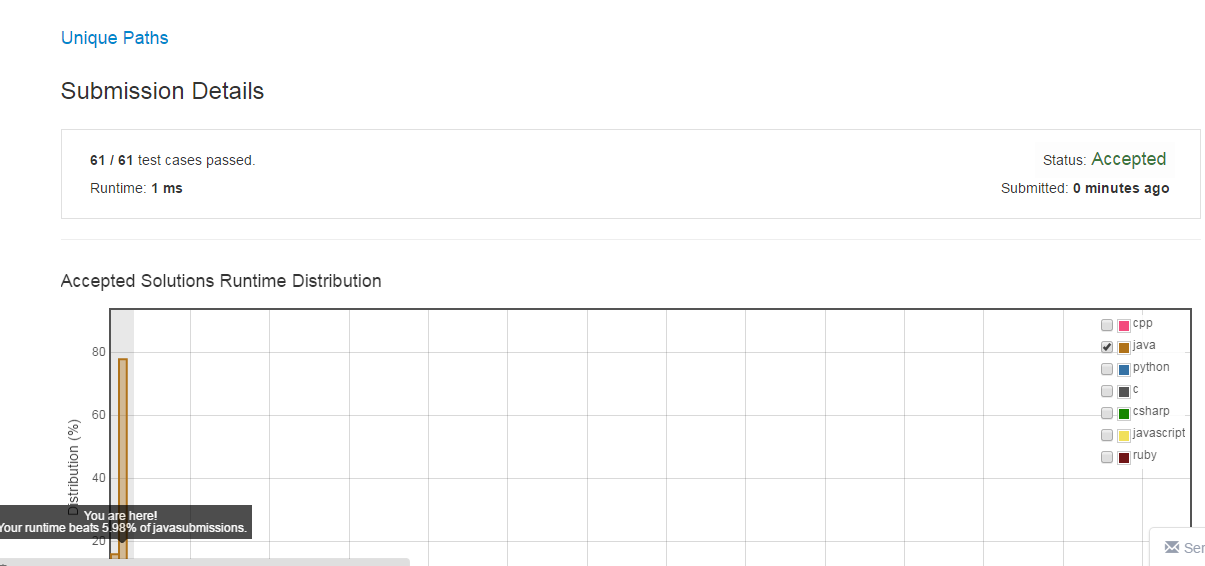 Unique Paths
Submission Details
61 / 61 test cases passed.
Status: Accepted
Runtime: 1 ms
Submitted: 0 minutes ago
Accepted Solutions Runtime Distribution
cpp
java
python
c
csharp
javascript
ruby
Distribution (%)
80
60
40
20
You are here!
Your runtime beats 5.98% of javasubmissions.